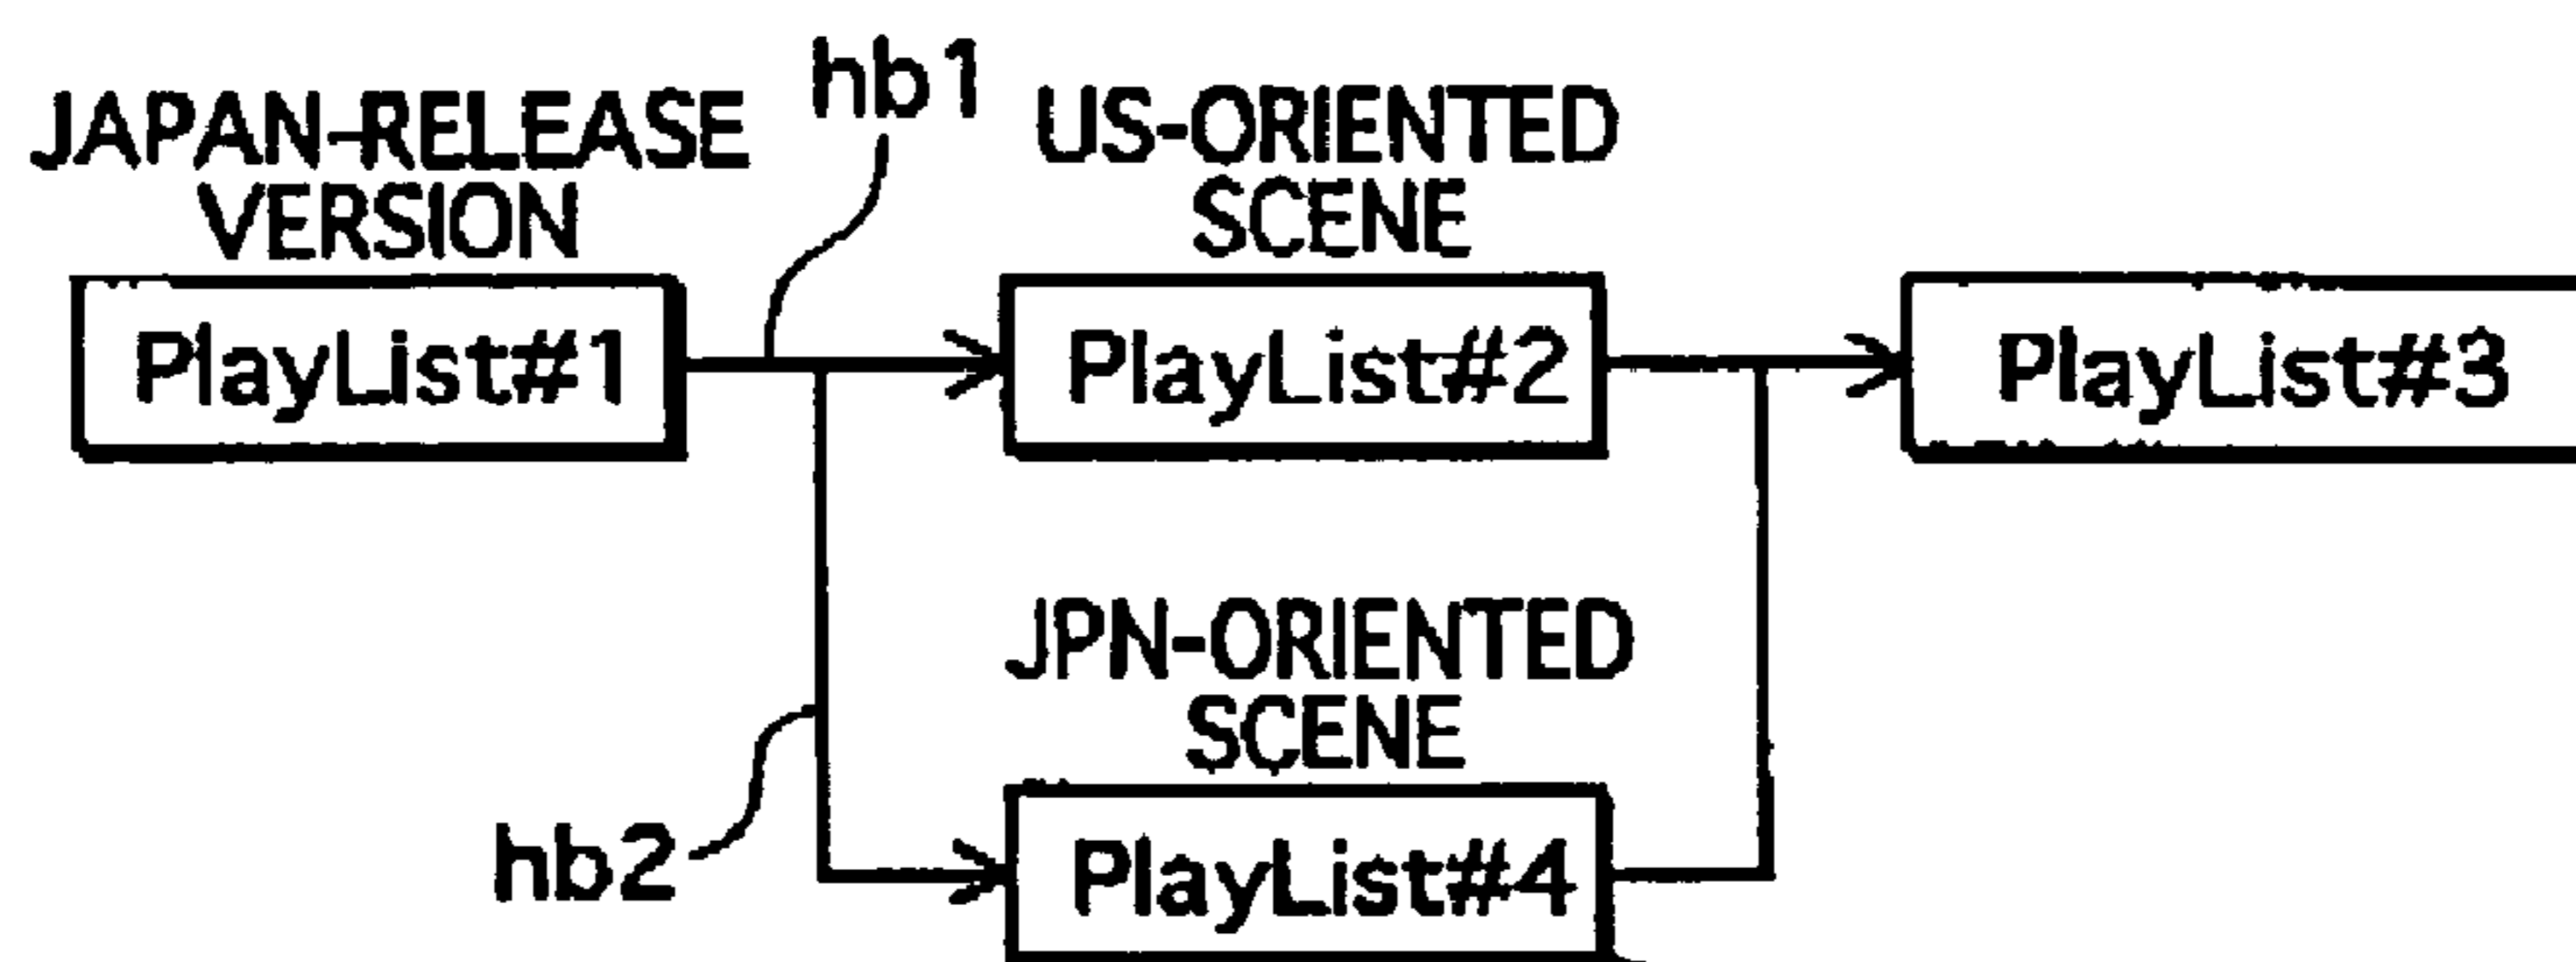 hb1
JAPAN-RELEASE
VERSION
US-ORIENTED
SCENE
PlayList#1
PlayList#2
PlayList#3
JPN-ORIENTED
SCENE
hb2
PlayList#4